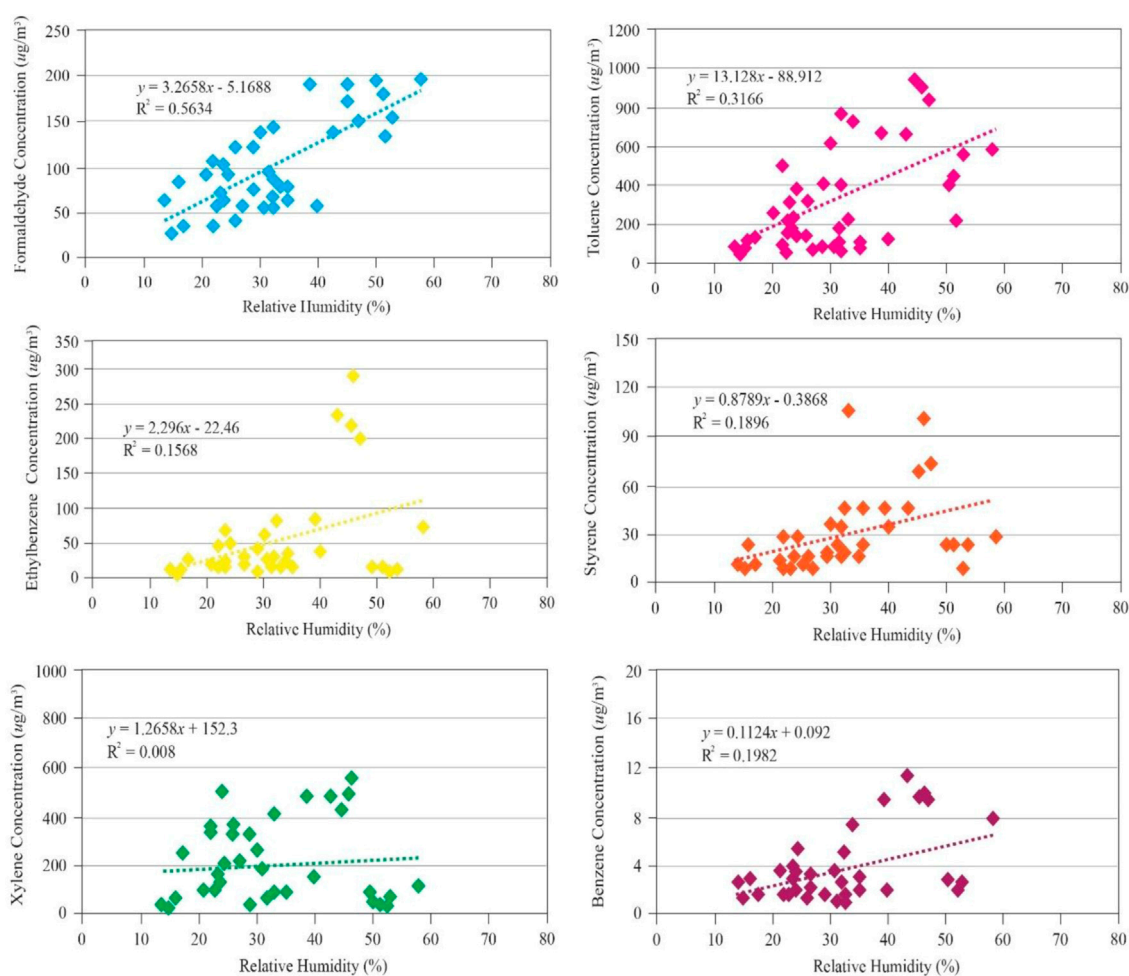 Formaldehyde Concentration (ug/m³)
250
200
150
100
50
0
y = 3.2658x - 5.1688
R² = 0.5634
0 10 20 30 40 50 60 70 80
Relative Humidity (%)
Toluene Concentration (ug/m³)
1200
1000
900
600
400
200
0
y = 13.128x - 88.912
R² = 0.3166
0 10 20 30 40 50 60 70 80
Relative Humidity (%)
Ethylbenzene Concentration (ug/m³)
350
300
250
200
150
100
50
0
y = 2.296x - 22.46
R² = 0.1568
0 10 20 30 40 50 60 70 80
Relative Humidity (%)
Styrene Concentration (ug/m³)
150
120
90
60
30
0
y = 0.8789x - 0.3868
R² = 0.1896
0 10 20 30 40 50 60 70 80
Relative Humidity (%)
Xylene Concentration (ug/m³)
1000
800
600
400
200
0
y = 1.2658x + 152.3
R² = 0.008
0 10 20 30 40 50 60 70 80
Relative Humidity (%)
Benzene Concentration (ug/m³)
20
16
12
8
4
0
y = 0.1124x + 0.092
R² = 0.1982
0 10 20 30 40 50 60 70 80
Relative Humidity (%)